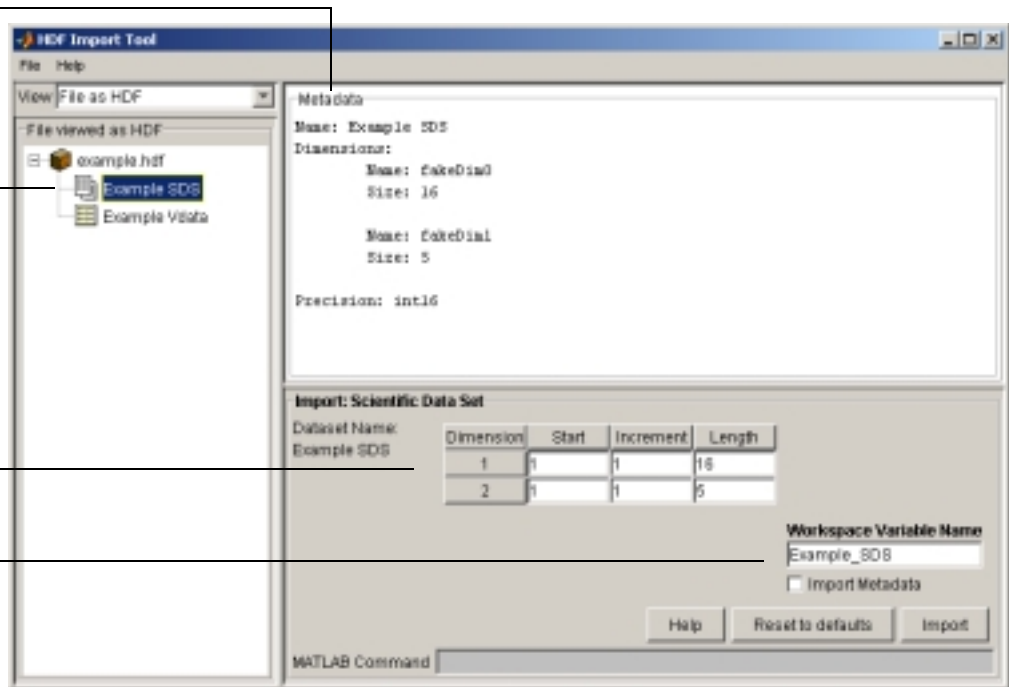 HDF Import Tool
File Help
View File as HDF
File viewed as HDF
example.hdf
Example SDS
Example Vdata
Metadata
Name: Example SDS
Dimensions:
Name: fakeDim0
Size: 16
Name: fakeDim1
Size: 5
Precision: int16
Import: Scientific Data Set
Dataset Name:
Example SDS
Dimension Start Increment Length
1 1 1 16
2 1 1 5
Workspace Variable Name
Example_SDS
Import Metadata
Help Reset to defaults Import
MATLAB Command